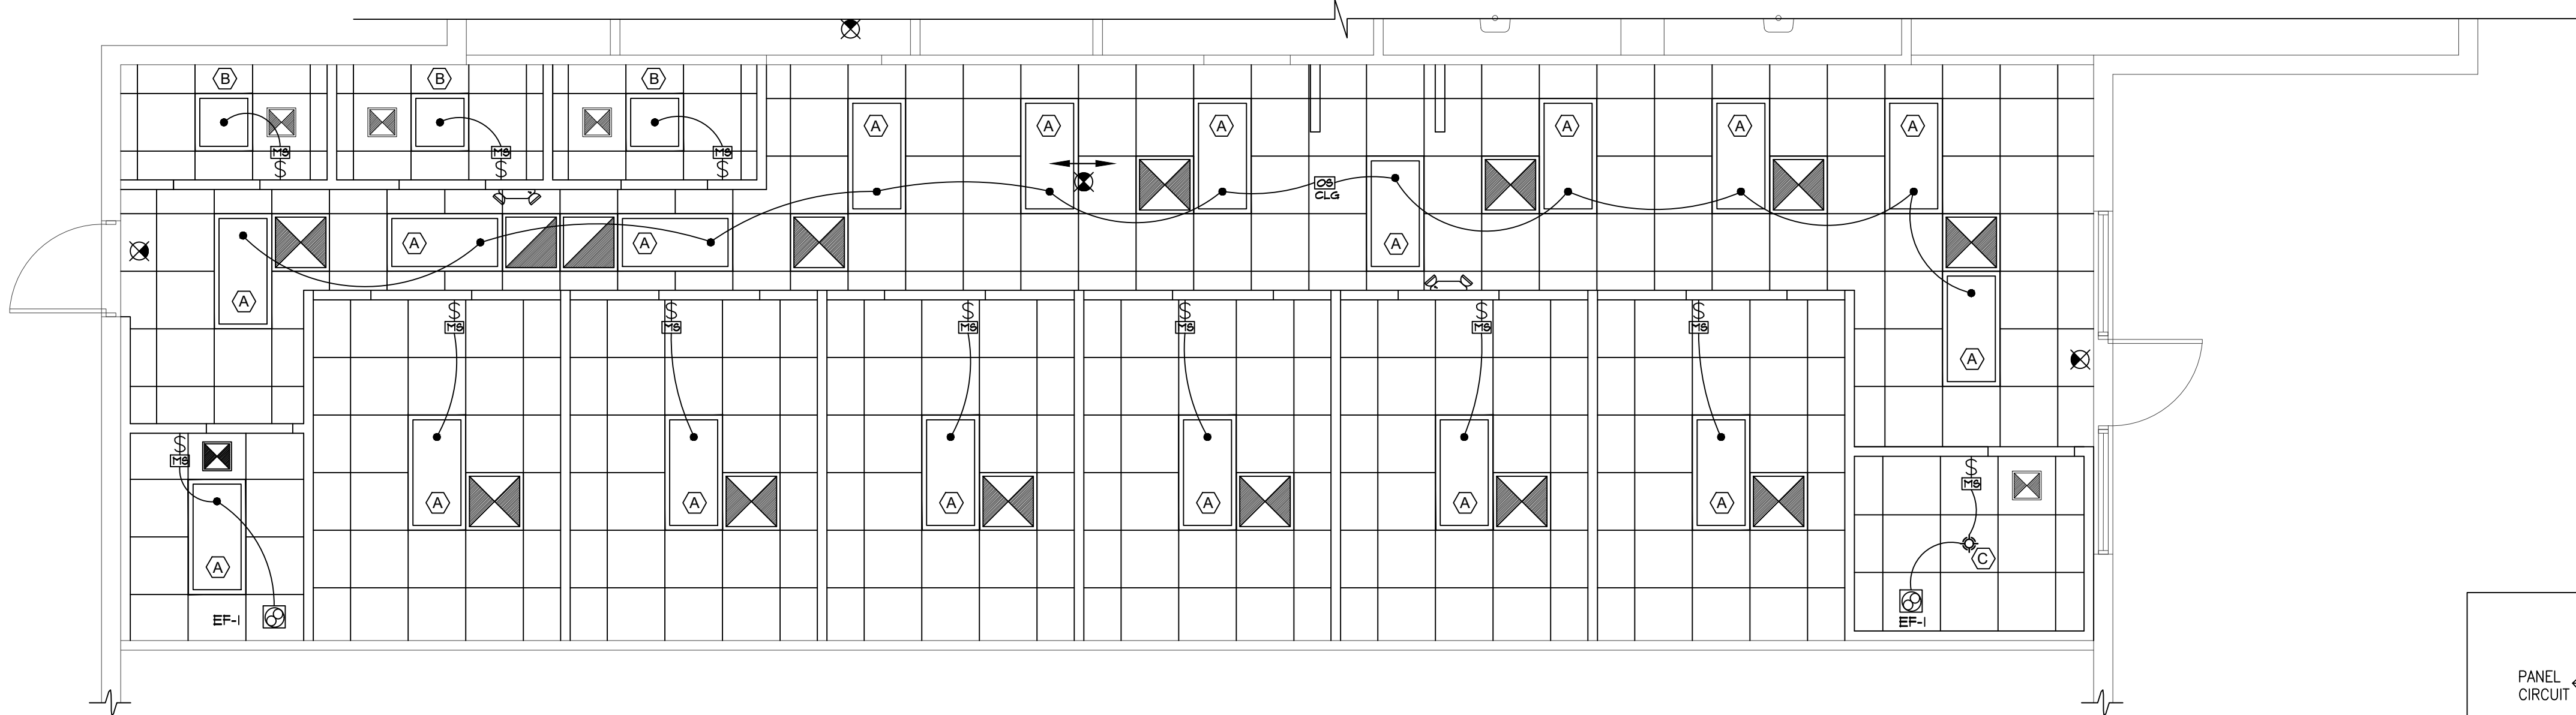 B B B
A A A A A A
MS MS MS
$ $ $
OS
CLG
A A A
A A
$ $ $ $ $ $
MS MS MS MS MS MS
A
$
MS
$
MS
A A A A A A
C
A
EF-1
EF-1
PANEL
CIRCUIT